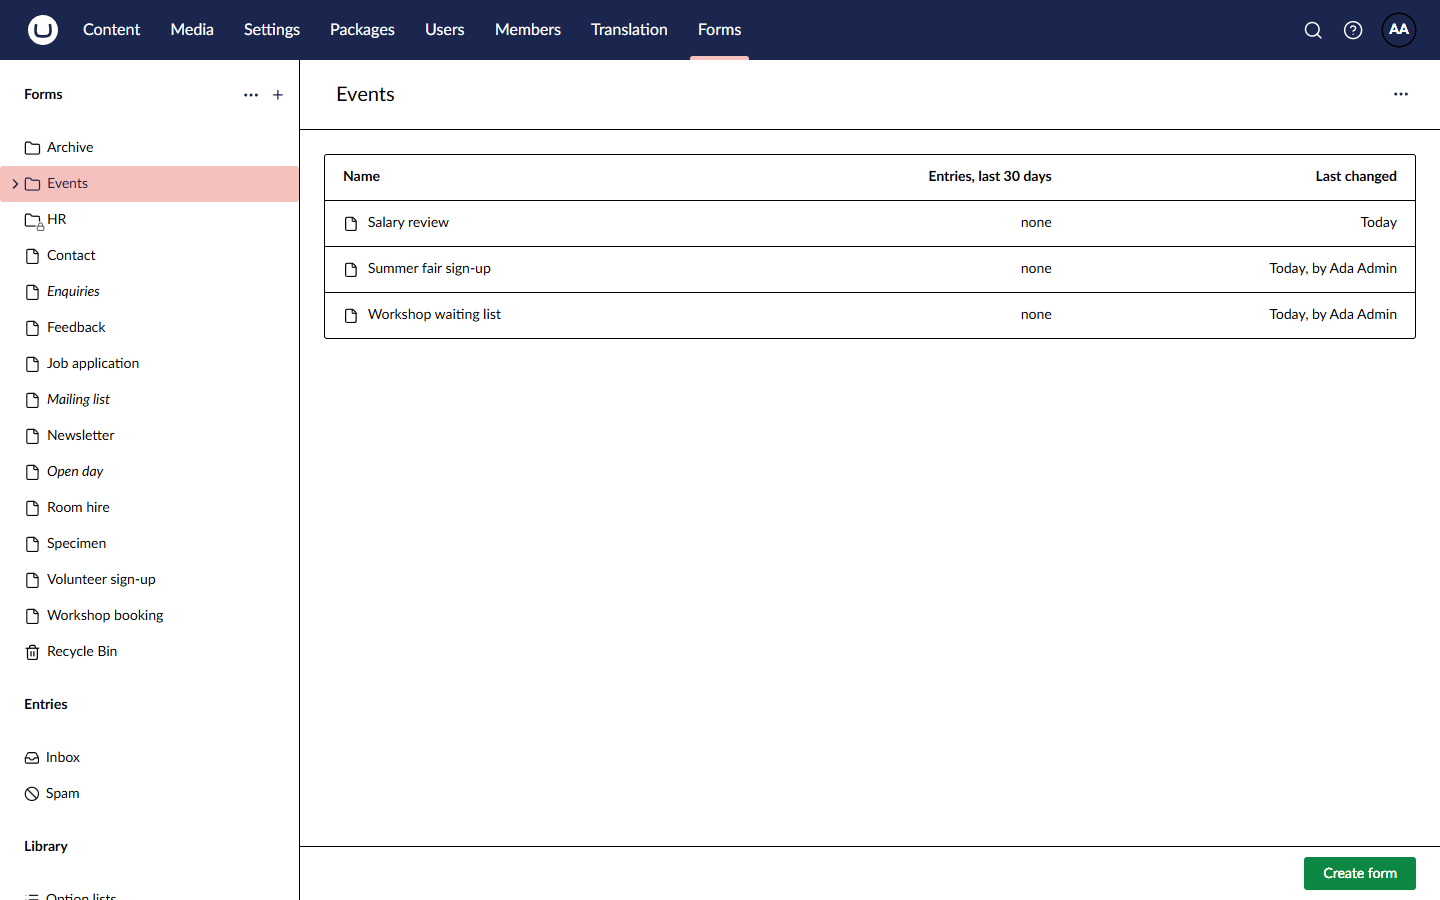 Content Media Settings Packages Users Members Translation Forms AA
Forms
Archive
Events
HR
Contact
Enquiries
Feedback
Job application
Mailing list
Newsletter
Open day
Room hire
Specimen
Volunteer sign-up
Workshop booking
Recycle Bin
Entries
Inbox
Spam
Library
Option lists
Events
Name Entries, last 30 days Last changed
Salary review none Today
Summer fair sign-up none Today, by Ada Admin
Workshop waiting list none Today, by Ada Admin
Create form